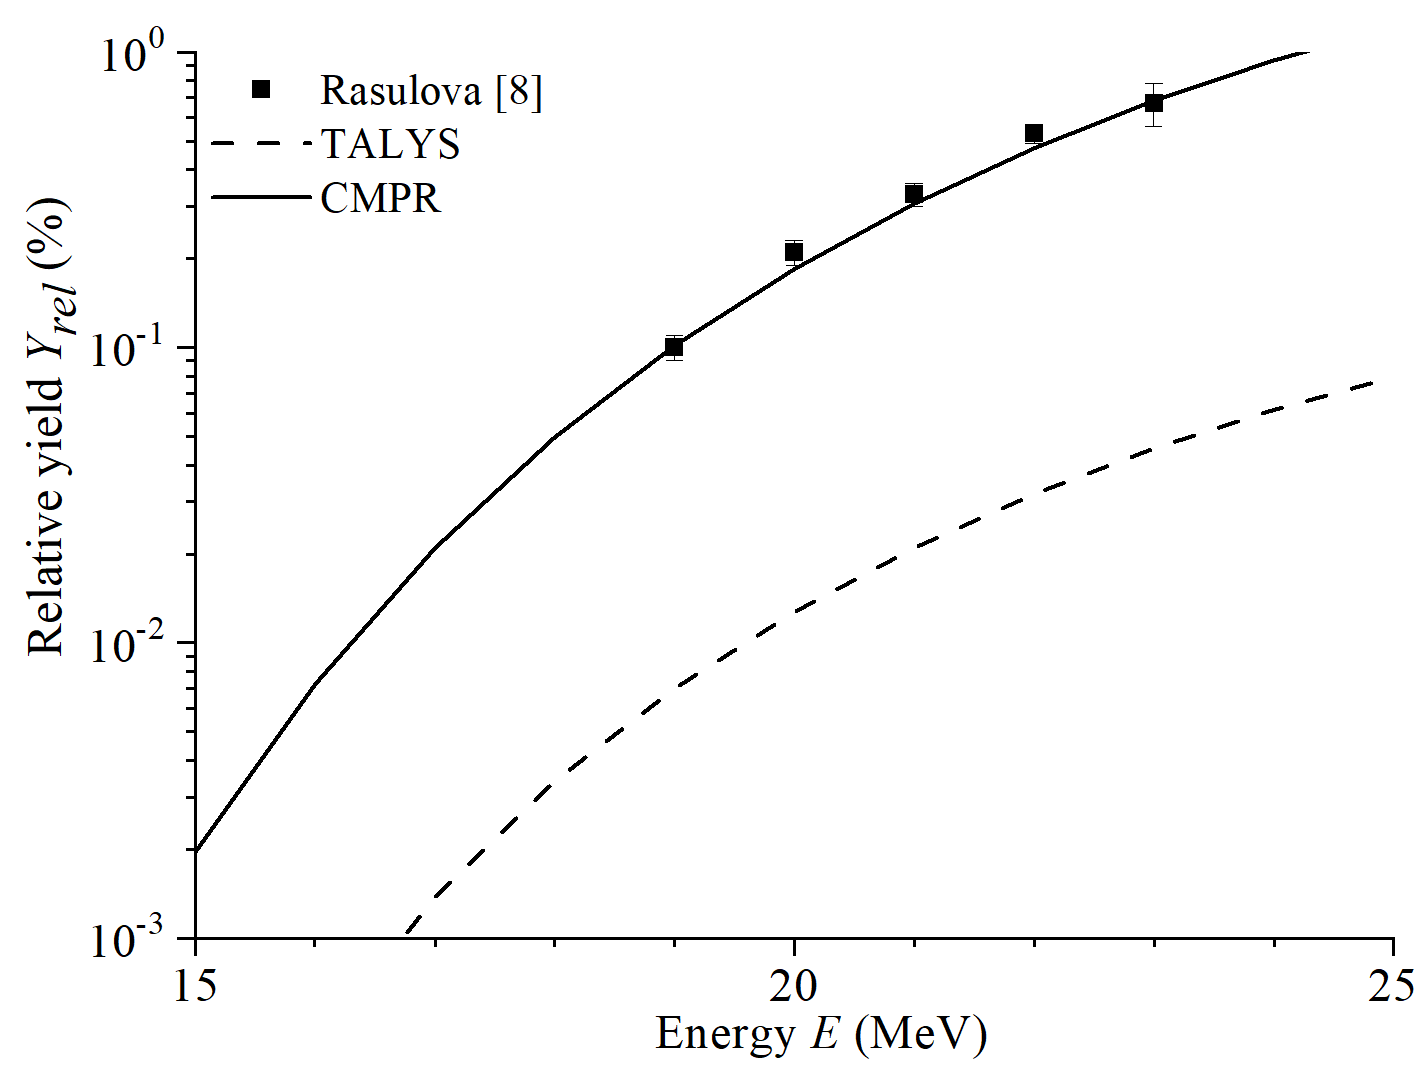 Relative yield Y_rel (%)
10^0
10^-1
10^-2
10^-3
Rasulova [8]
TALYS
CMPR
15
20
25
Energy E (MeV)